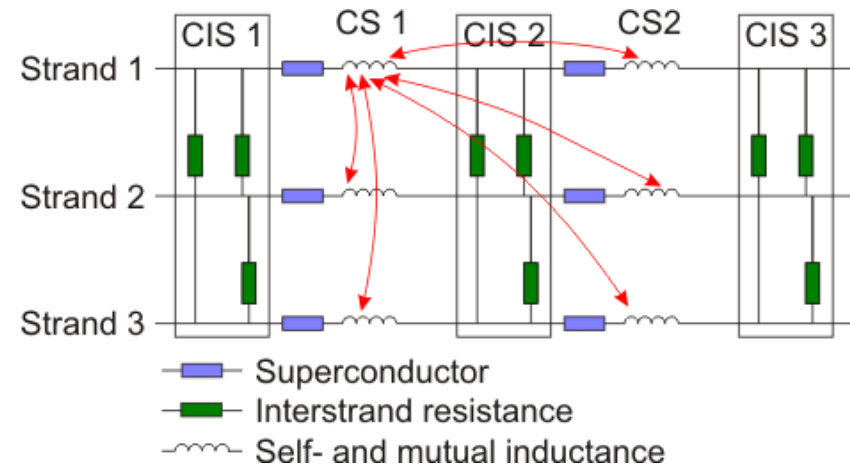 CIS 1
CS 1
CIS 2
CS2
CIS 3
Strand 1
Strand 2
Strand 3
Superconductor
Interstrand resistance
Self- and mutual inductance